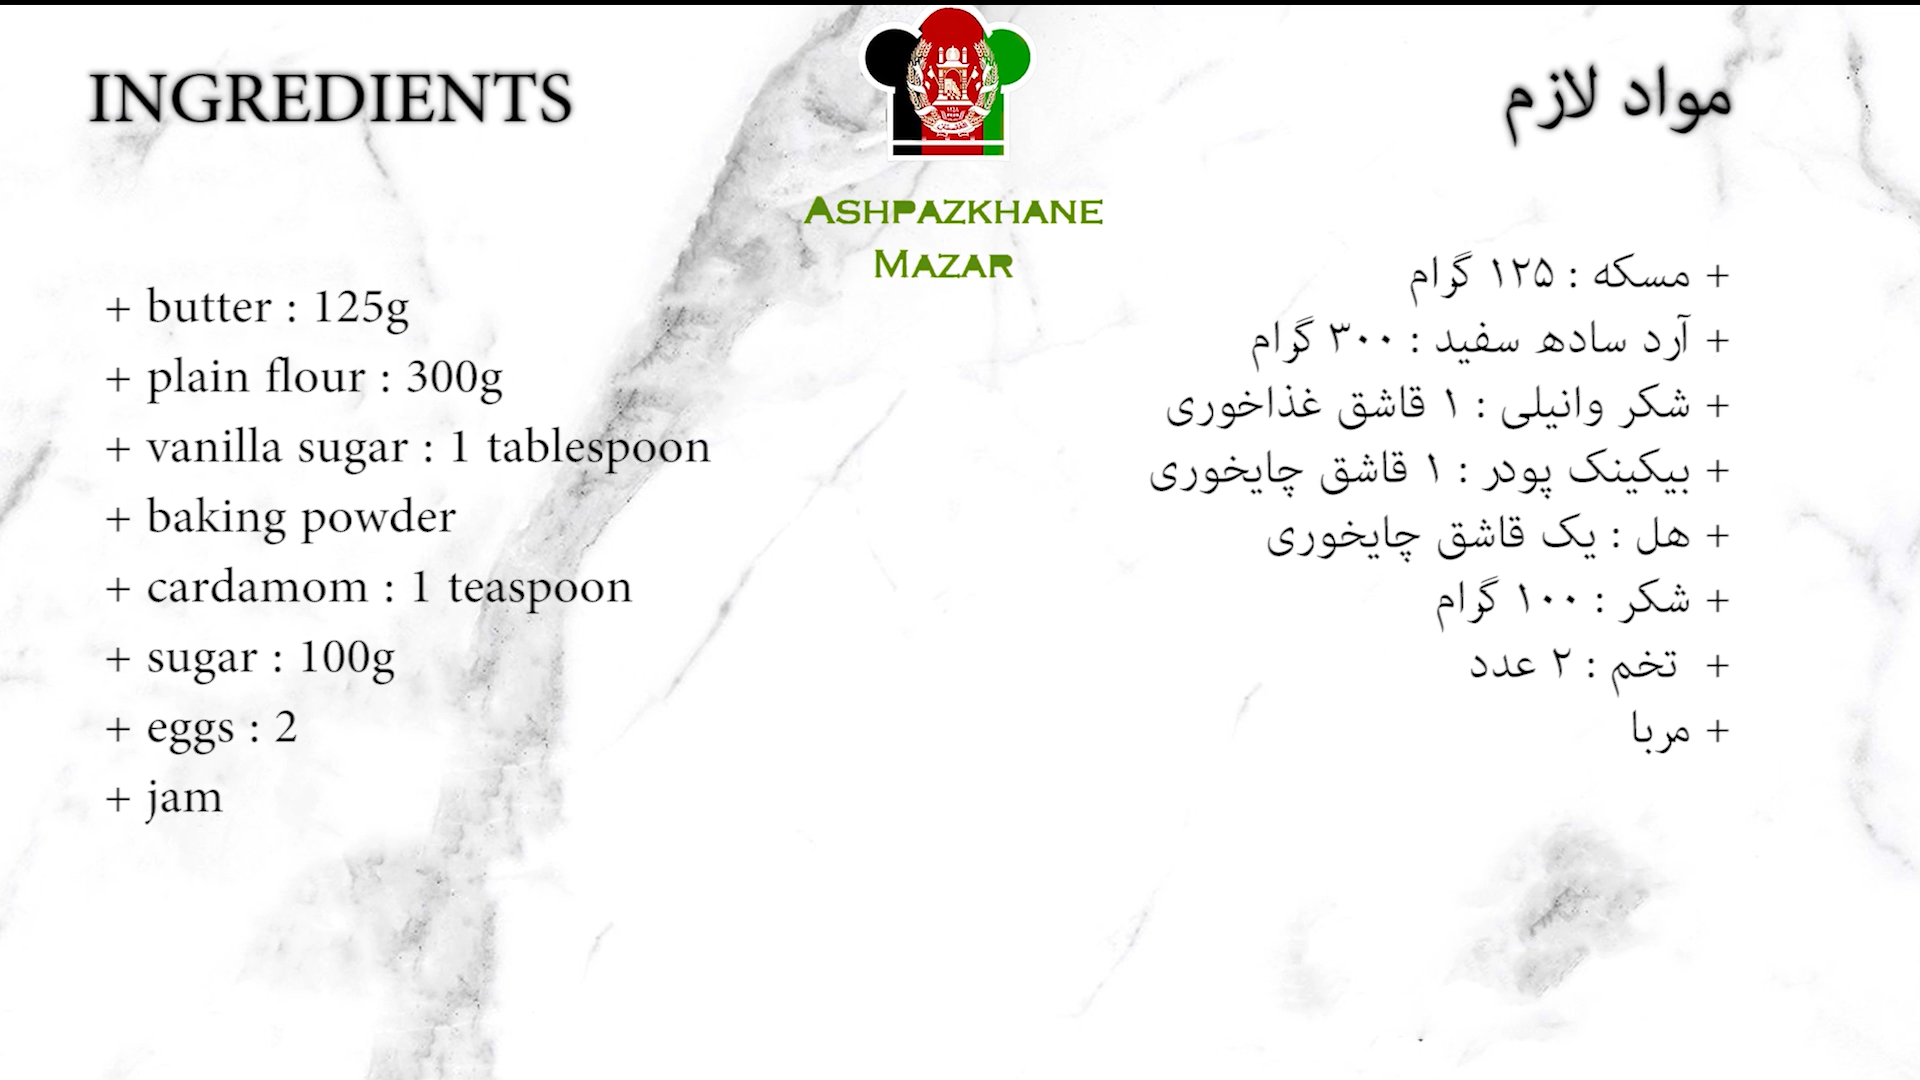 INGREDIENTS
+ butter : 125g
+ plain flour : 300g
+ vanilla sugar : 1 tablespoon
+ baking powder
+ cardamom : 1 teaspoon
+ sugar : 100g
+ eggs : 2
+ jam
ASHPAZKHANE
MAZAR
مواد لازم
+ مسکه : ۱۲۵ گرام
+ آرد ساده سفید : ۳۰۰ گرام
+ شکر وانیلی : ۱ قاشق غذاخوری
+ بیکینک پودر : ۱ قاشق چایخوری
+ هل : یک قاشق چایخوری
+ شکر : ۱۰۰ گرام
+ تخم : ۲ عدد
+ مربا